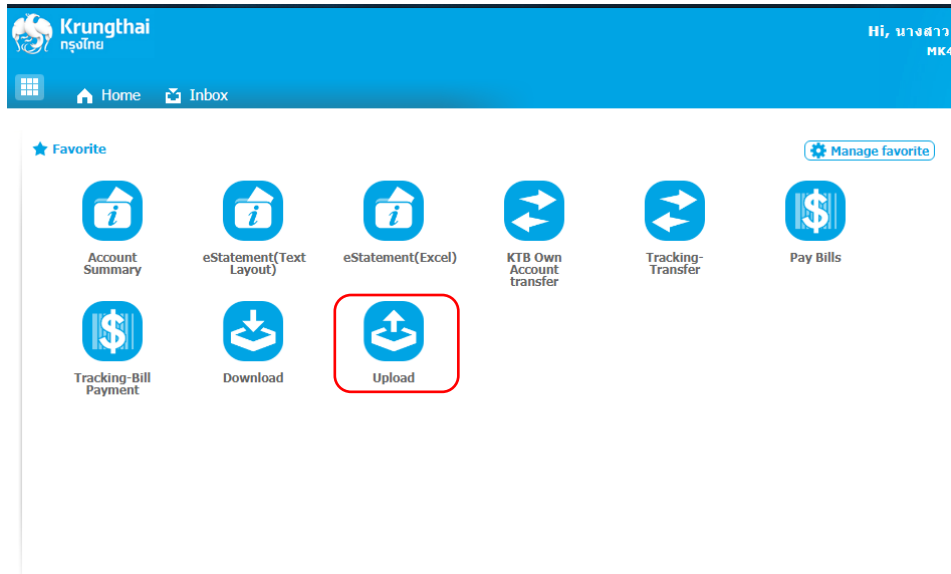 Krungthai
กรุงไทย
Hi, นางสาว
MK4
Home
Inbox
Favorite
Manage favorite
Account
Summary
eStatement(Text
Layout)
eStatement(Excel)
KTB Own
Account
transfer
Tracking-
Transfer
Pay Bills
Tracking-Bill
Payment
Download
Upload